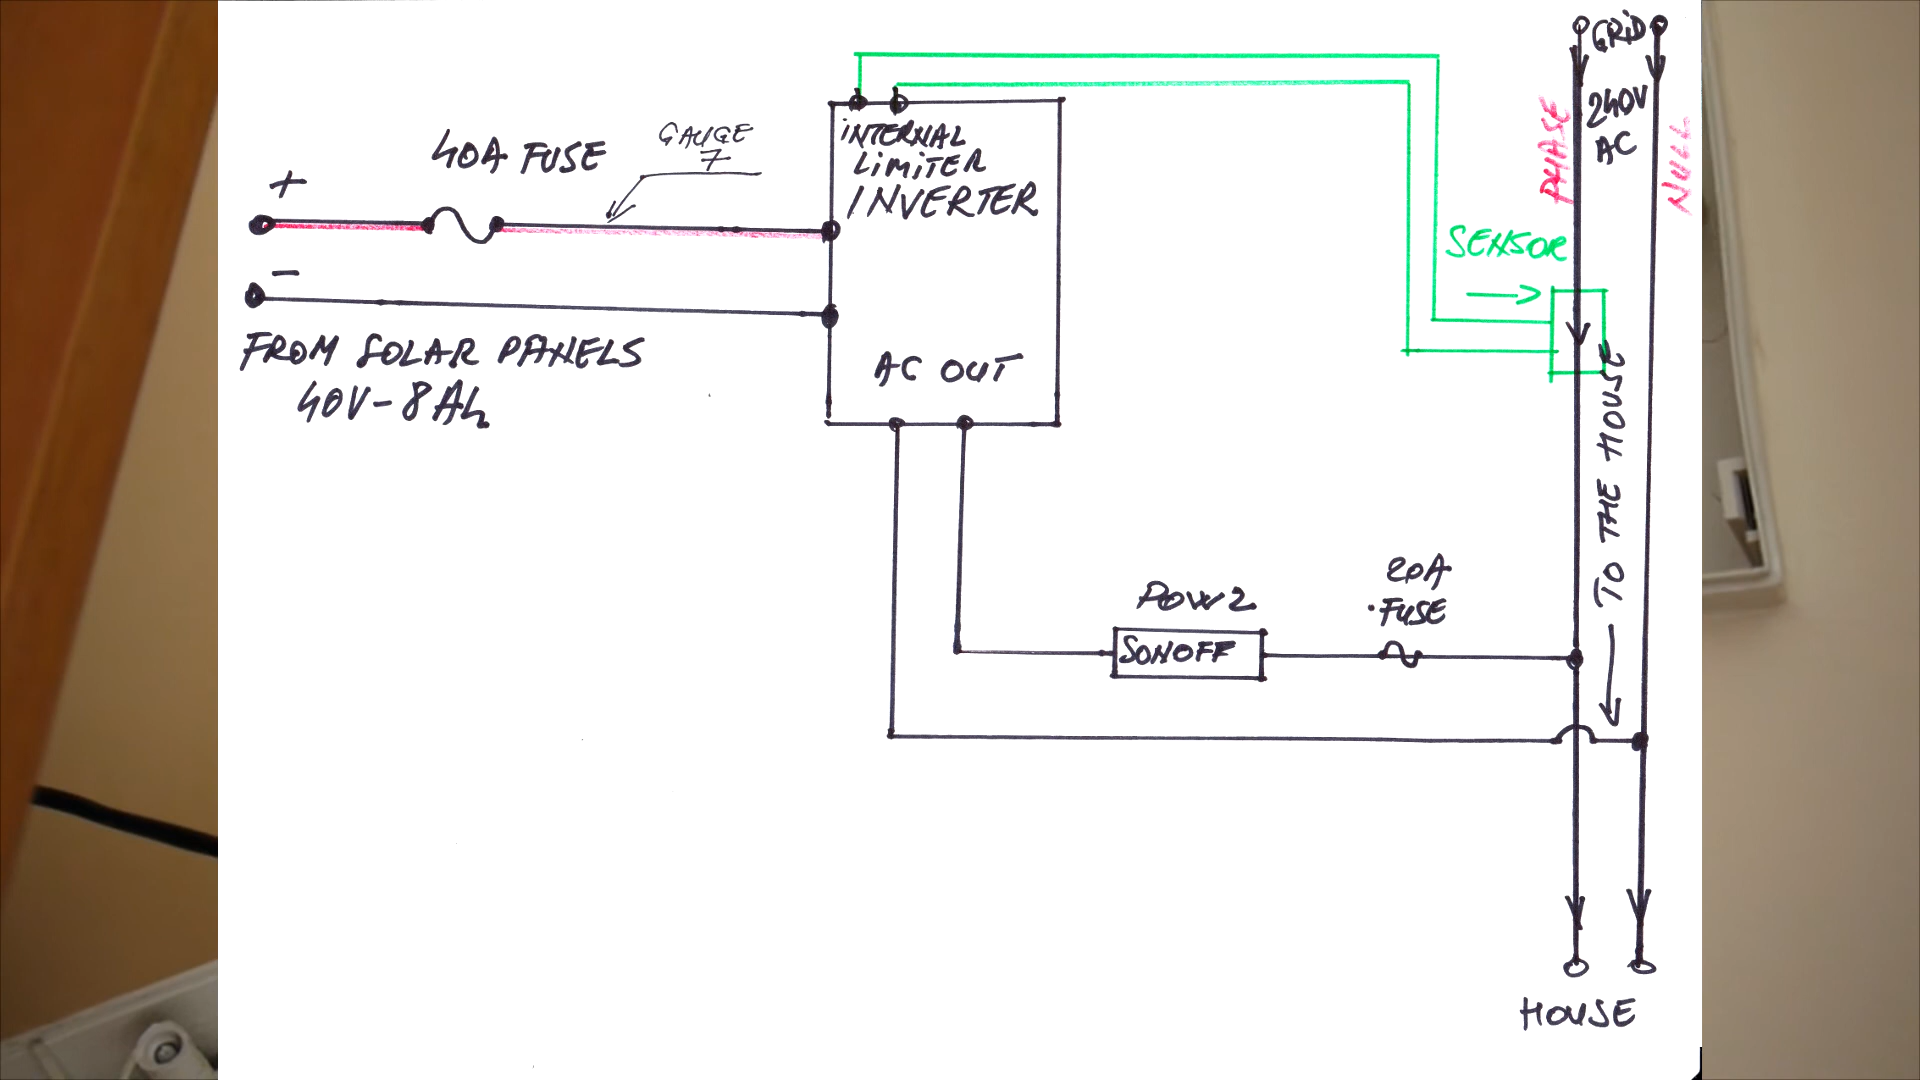 GRID
240V
AC
PHASE
NULL
INTERNAL
LIMITER
INVERTER
40A FUSE
GAUGE
7
+
-
FROM SOLAR PANELS
40V-8Ah
AC OUT
SENSOR
TO THE HOUSE
POW2
SONOFF
20A
FUSE
HOUSE